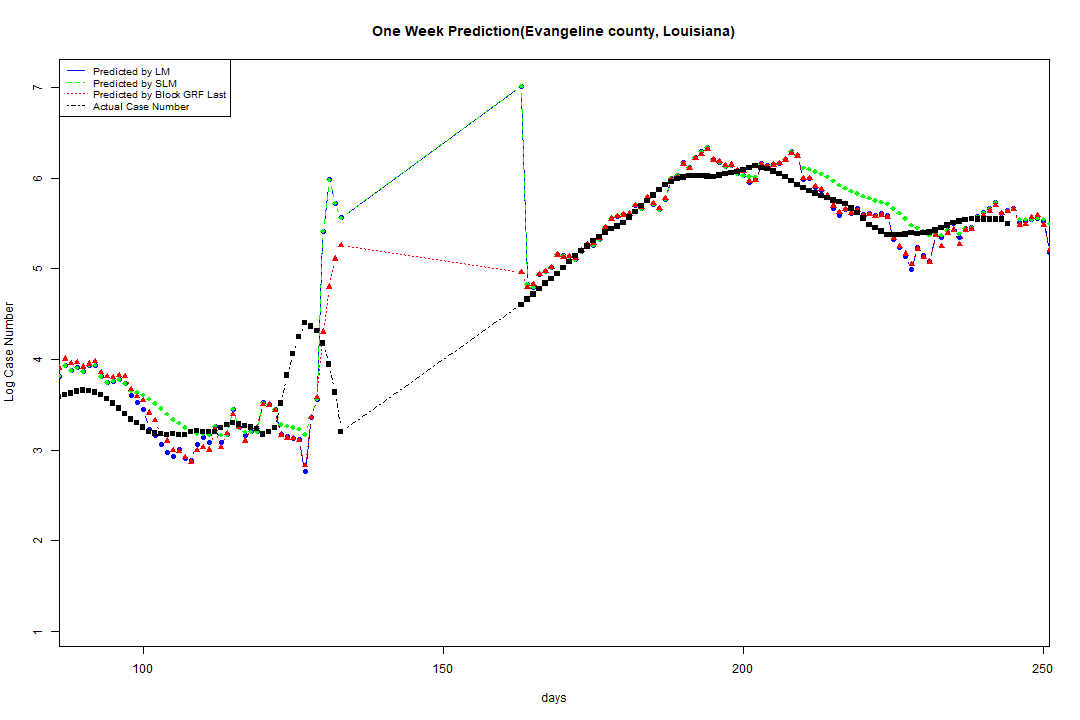 One Week Prediction(Evangeline county, Louisiana)
Predicted by LM
Predicted by SLM
Predicted by Block GRF Last
Actual Case Number
7
6
5
4
3
2
1
Log Case Number
100 150 200 250
days